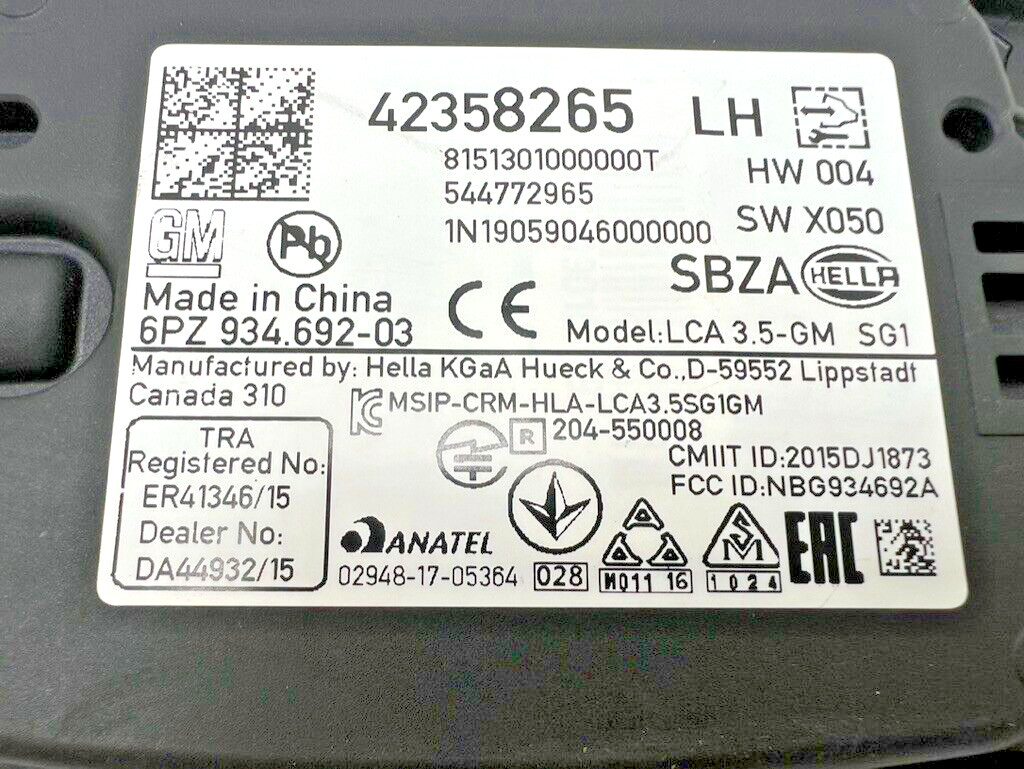 42358265 LH
8151301000000T
HW 004
544772965
1N19059046000000 SW X050
GM Pb
SBZA HELLA
Made in China CE
6PZ 934.692-03 Model:LCA 3.5-GM SG1
Manufactured by: Hella KGaA Hueck & Co.,D-59552 Lippstadt
Canada 310
MSIP-CRM-HLA-LCA3.5SG1GM
R 204-550008
TRA
Registered No:
ER41346/15
Dealer No:
DA44932/15
CMIIT ID:2015DJ1873
FCC ID:NBG934692A
ANATEL
02948-17-05364
028
M011 16
SM
1024
EAC